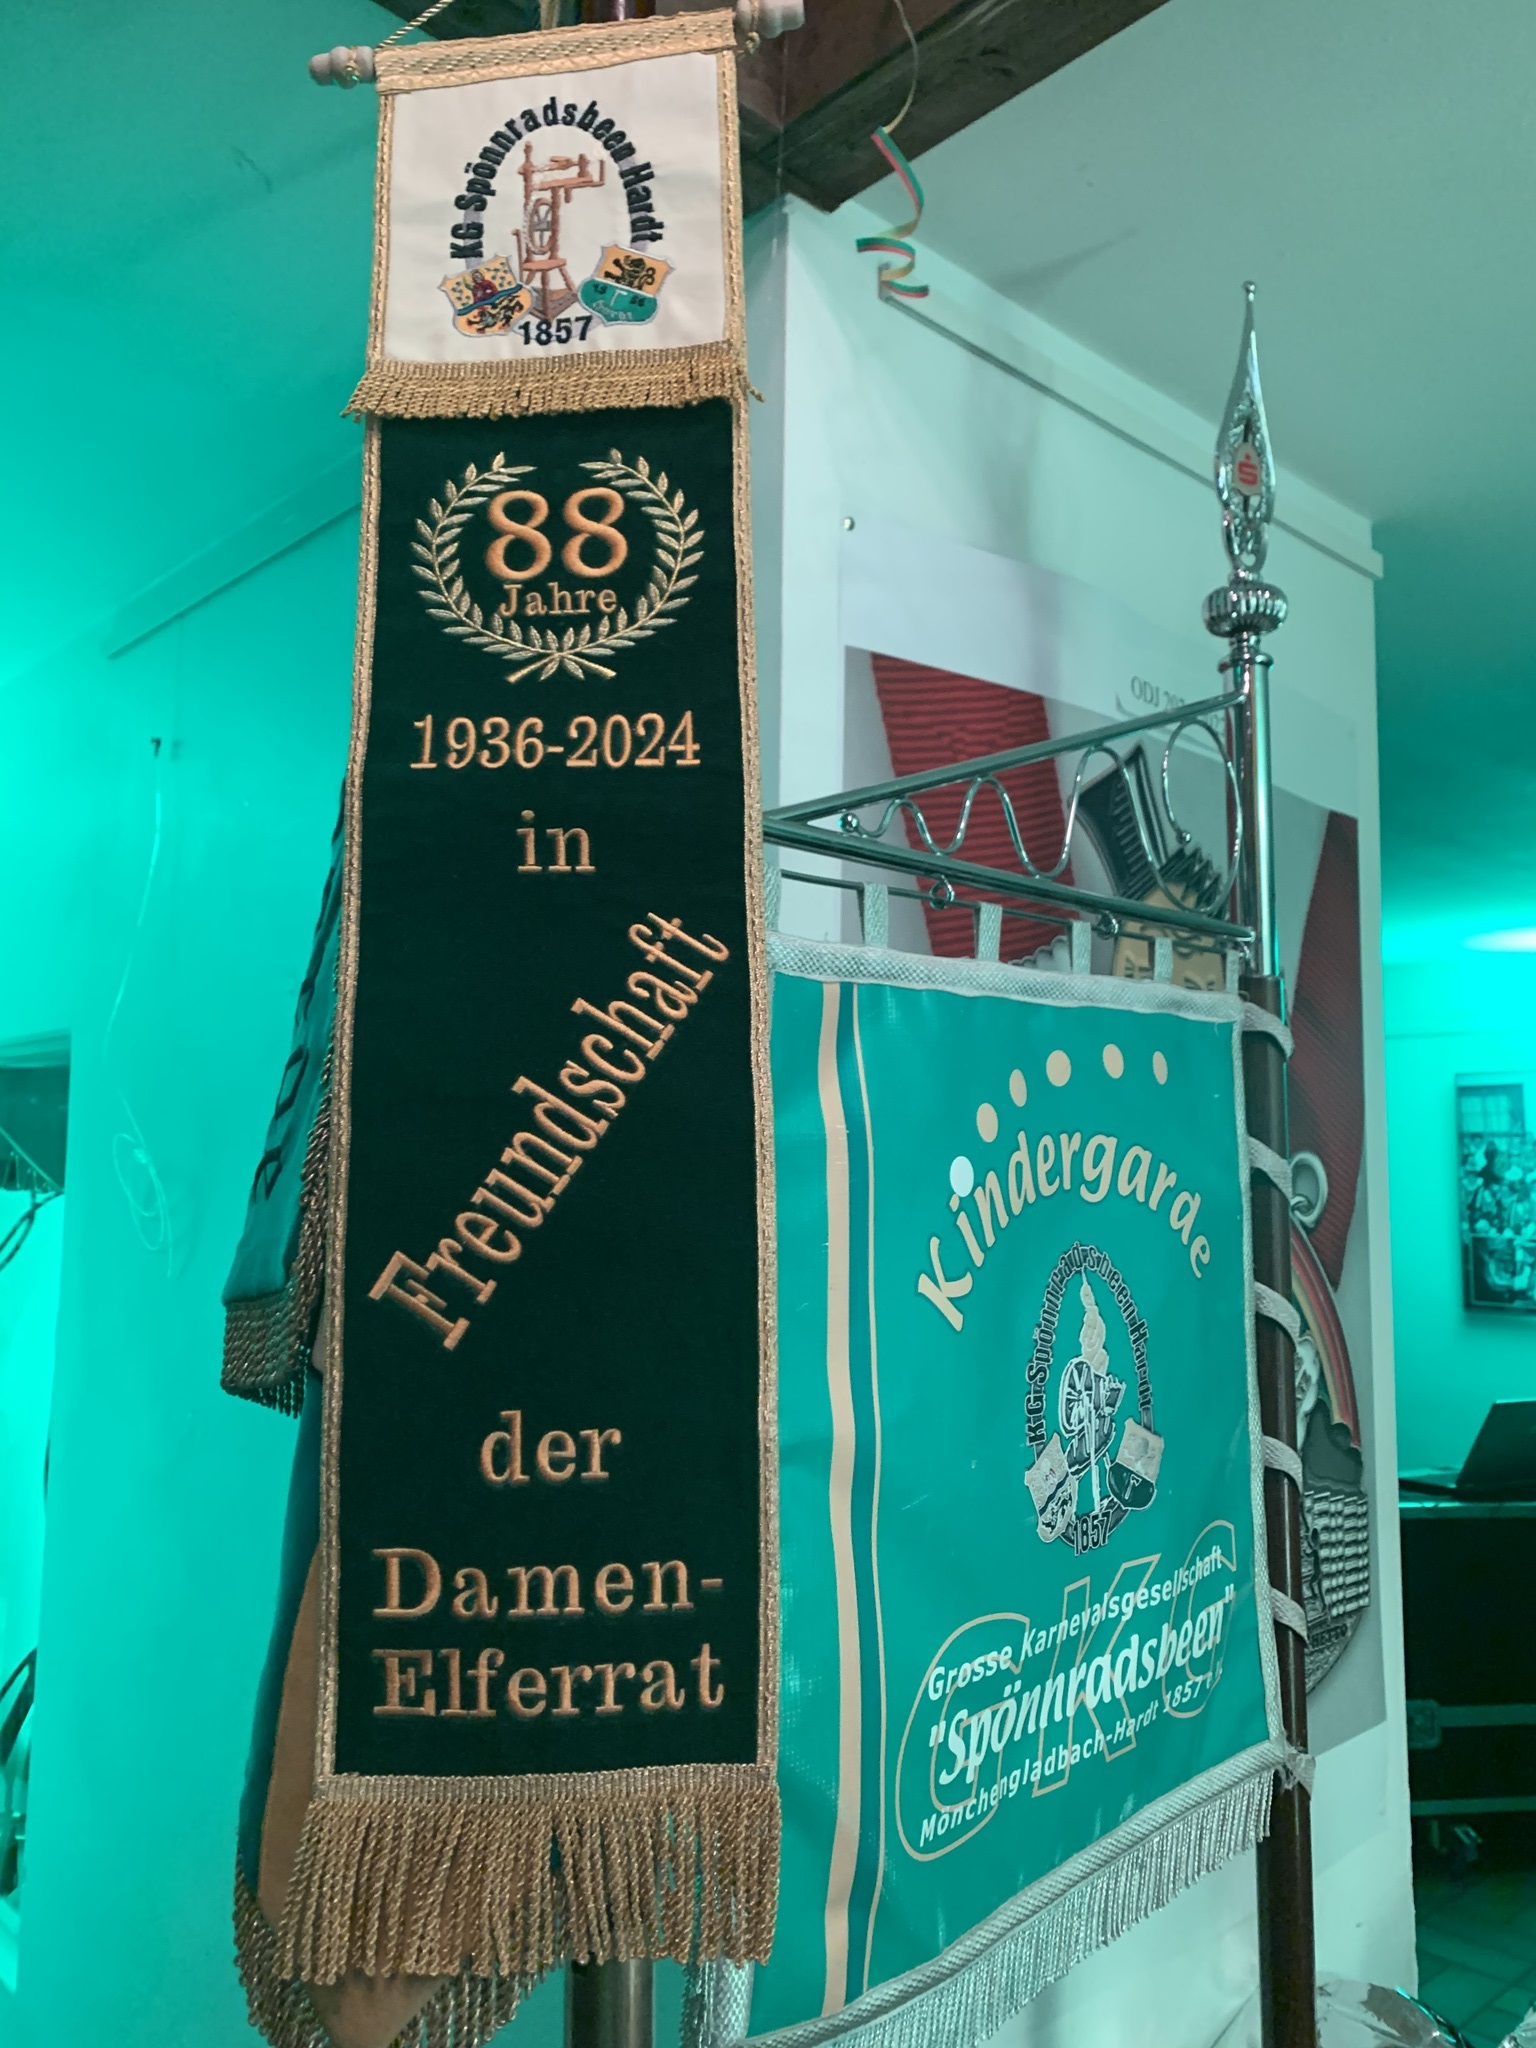 KG Spönnradsbeen Hardt
1857
88
Jahre
1936-2024
in
Freundschaft
der
Damen-
Elferrat
ODJ
Kindergarde
KG Spönnradsbeen Hardt
1857
GKG
Grosse Karnevalsgesellschaft
"Spönnradsbeen"
Mönchengladbach-Hardt 1857